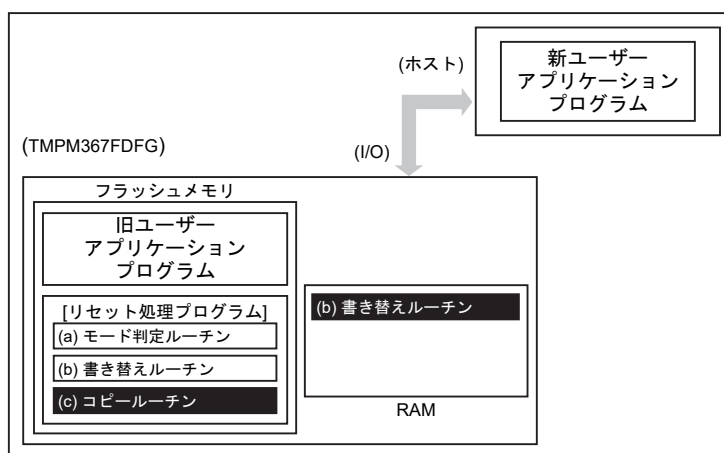 (ホスト)
新ユーザー
アプリケーション
プログラム
(TMPM367FDFG)
(I/O)
フラッシュメモリ
旧ユーザー
アプリケーション
プログラム
[リセット処理プログラム]
(a) モード判定ルーチン
(b) 書き替えルーチン
(c) コピールーチン
(b) 書き替えルーチン
RAM